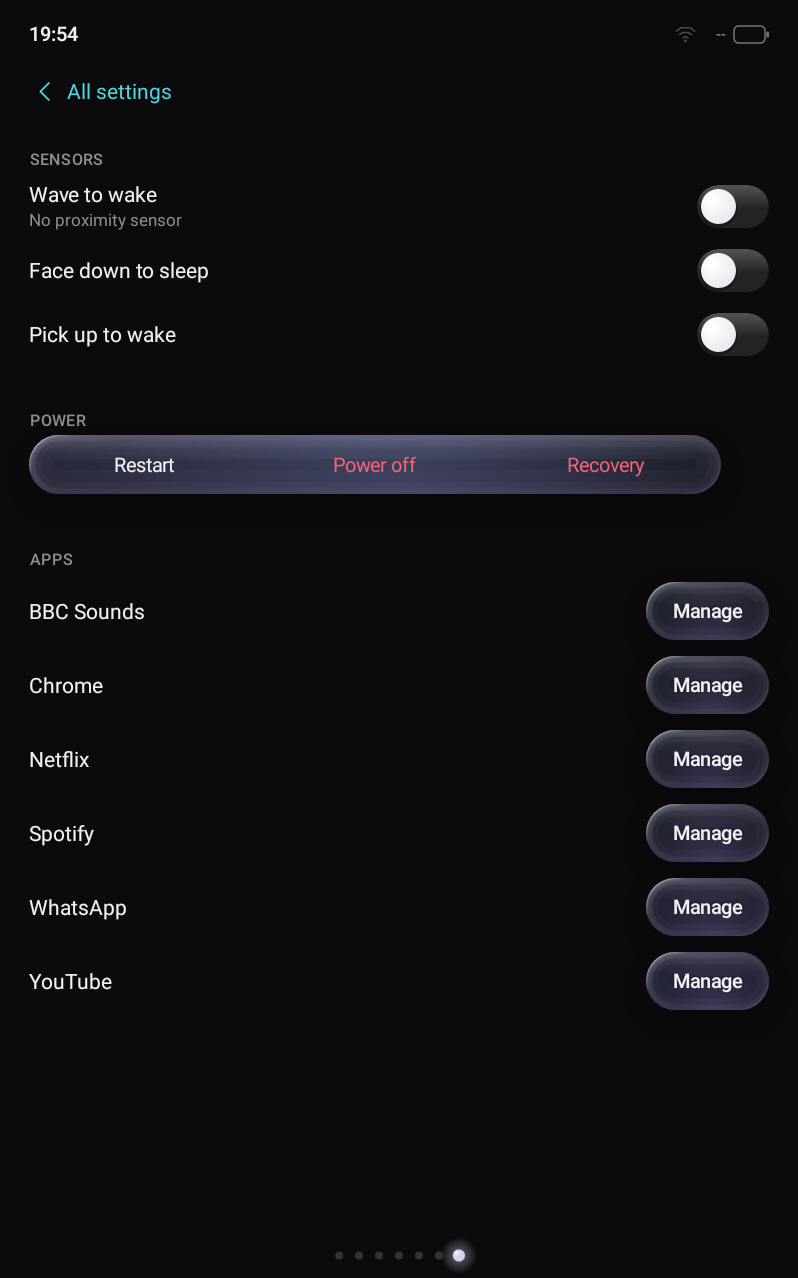 19:54
--
All settings
SENSORS
Wave to wake
No proximity sensor
Face down to sleep
Pick up to wake
POWER
Restart Power off Recovery
APPS
BBC Sounds Manage
Chrome Manage
Netflix Manage
Spotify Manage
WhatsApp Manage
YouTube Manage